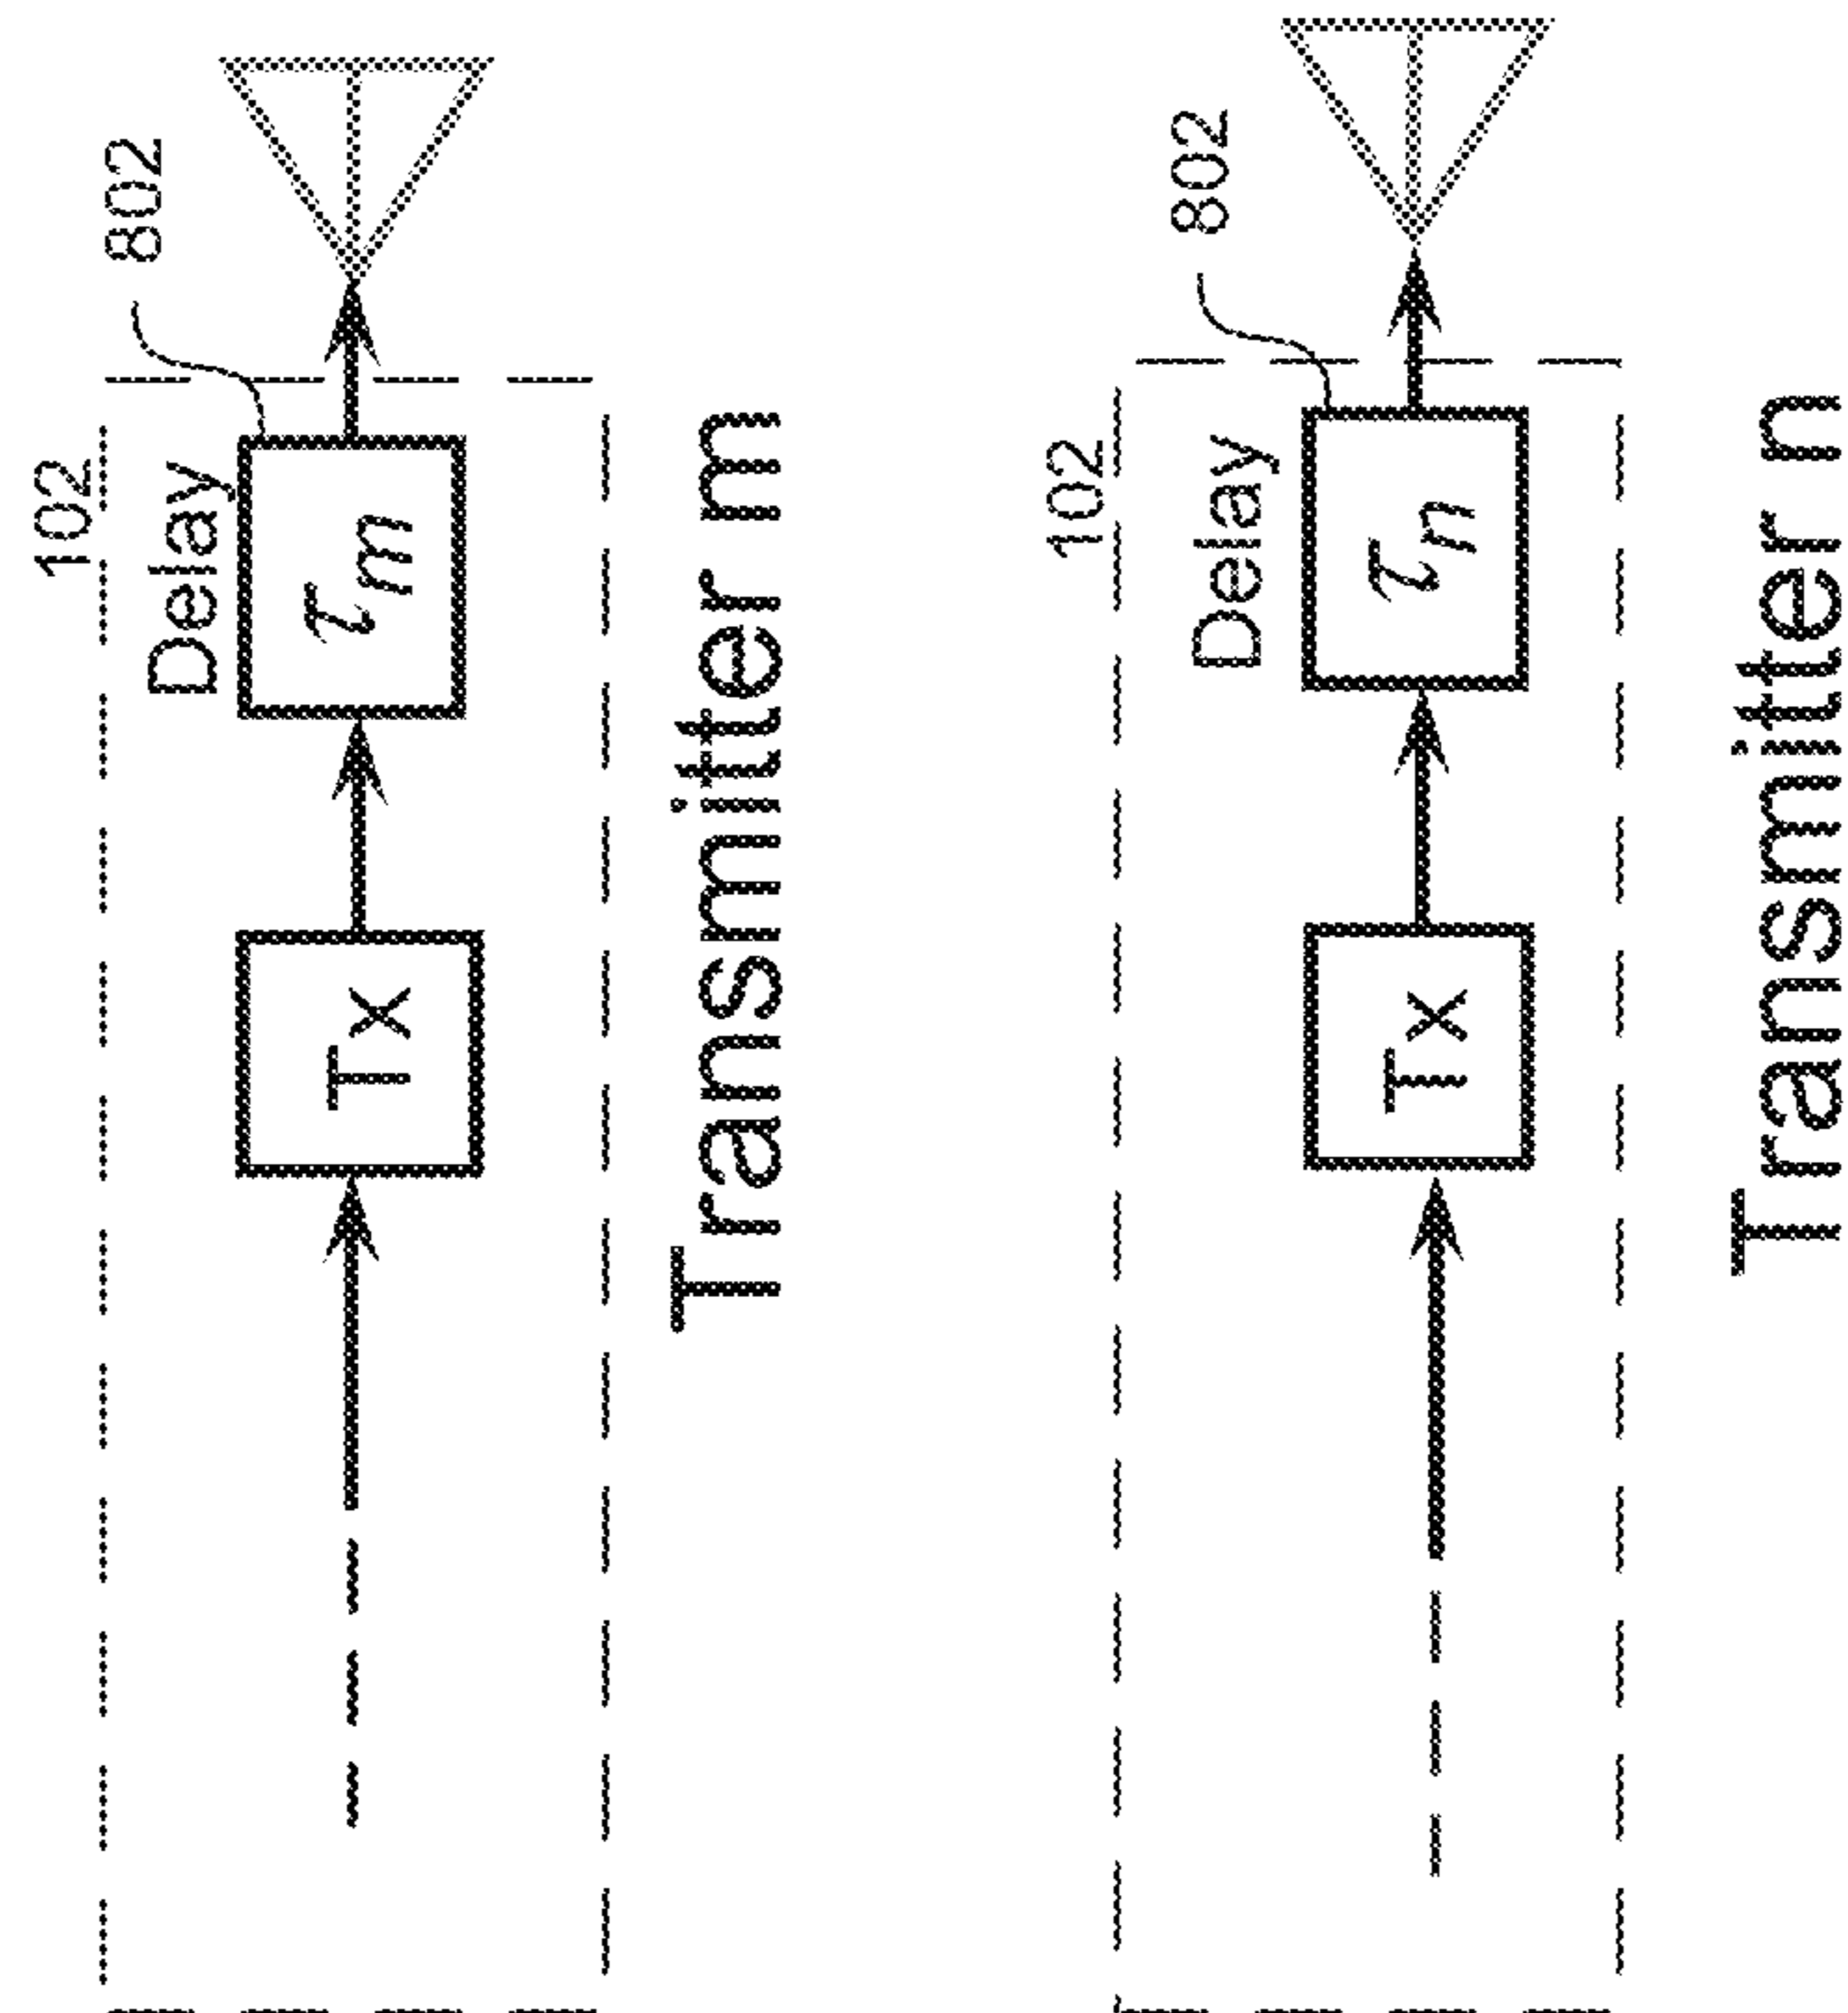 102
802
Delay
τm
Tx
Transmitter m
102
802
Delay
τn
Tx
Transmitter n